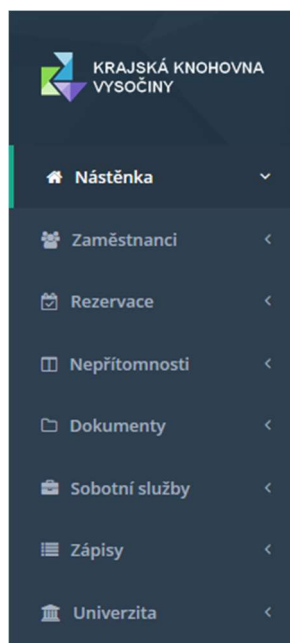 KRAJSKÁ KNOHOVNA
VYSOČINY
Nástěnka
Zaměstnanci
Rezervace
Nepřítomnosti
Dokumenty
Sobotní služby
Zápisy
Univerzita